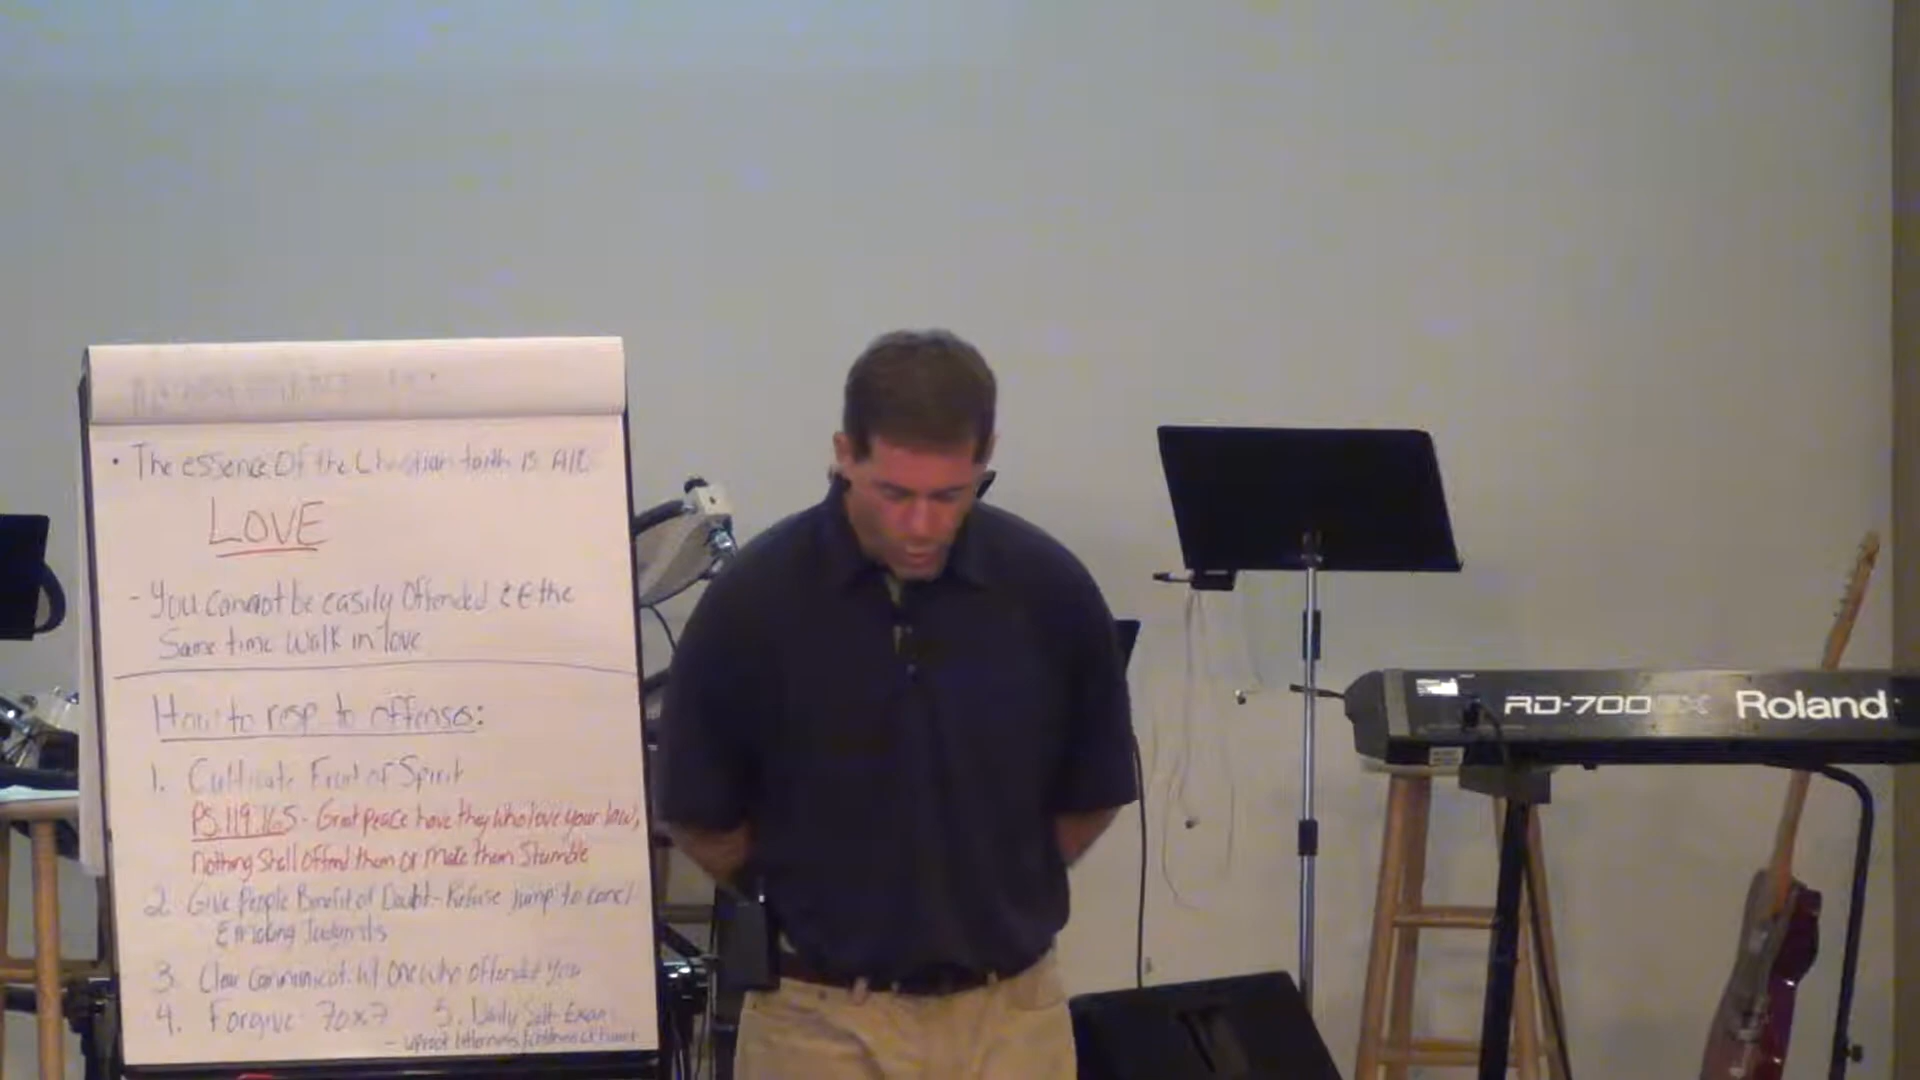 • The essence Of the Christian faith is All
LOVE
- You cannot be easily Offended & @ the
Same time Walk in love
How to resp to offense:
1. Cultivate Fruit of Spirit
PS. 119:165 - Great peace have they who love your law,
nothing Shall offend them or Make them Stumble
2. Give People Benefit of Doubt - Refuse jump to concl
& making Judgmts
3. Clear communicat. w/ one who offended you
4. Forgive 70x7 5. Daily Self-Exam
- uproot bitterness/
RD-700GX Roland